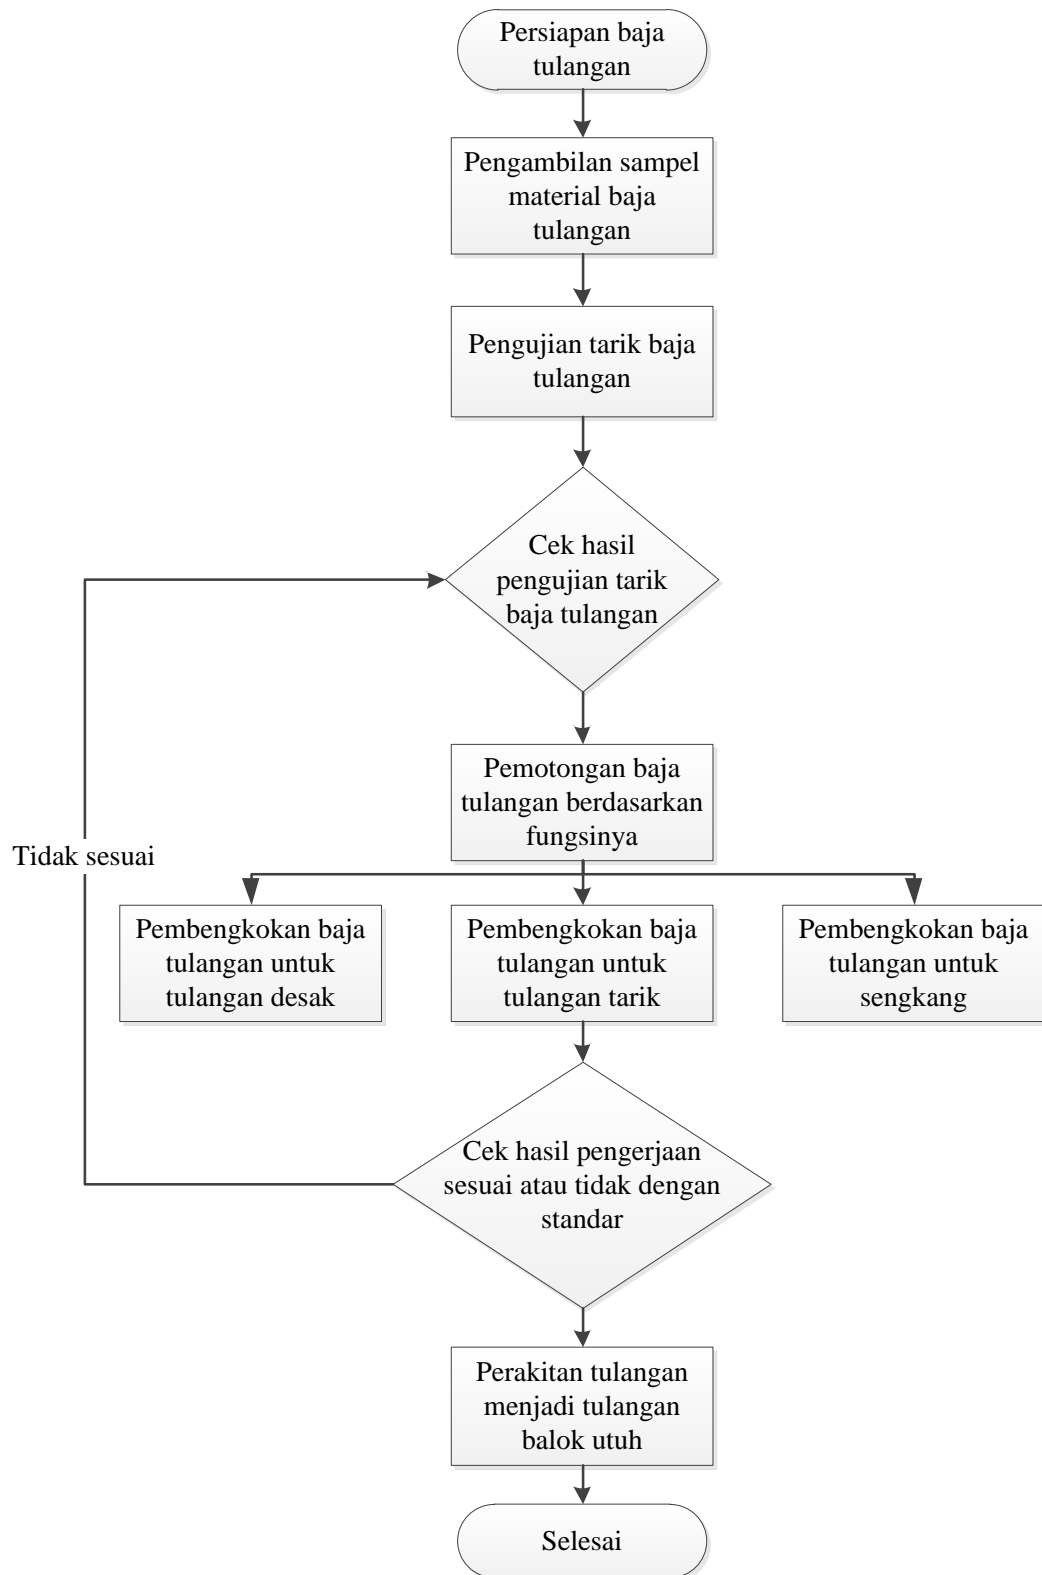 Persiapan baja
tulangan
Pengambilan sampel
material baja
tulangan
Pengujian tarik baja
tulangan
Cek hasil
pengujian tarik
baja tulangan
Pemotongan baja
tulangan berdasarkan
fungsinya
Tidak sesuai
Pembengkokan baja
tulangan untuk
tulangan desak
Pembengkokan baja
tulangan untuk
tulangan tarik
Pembengkokan baja
tulangan untuk
sengkang
Cek hasil pengerjaan
sesuai atau tidak dengan
standar
Perakitan tulangan
menjadi tulangan
balok utuh
Selesai